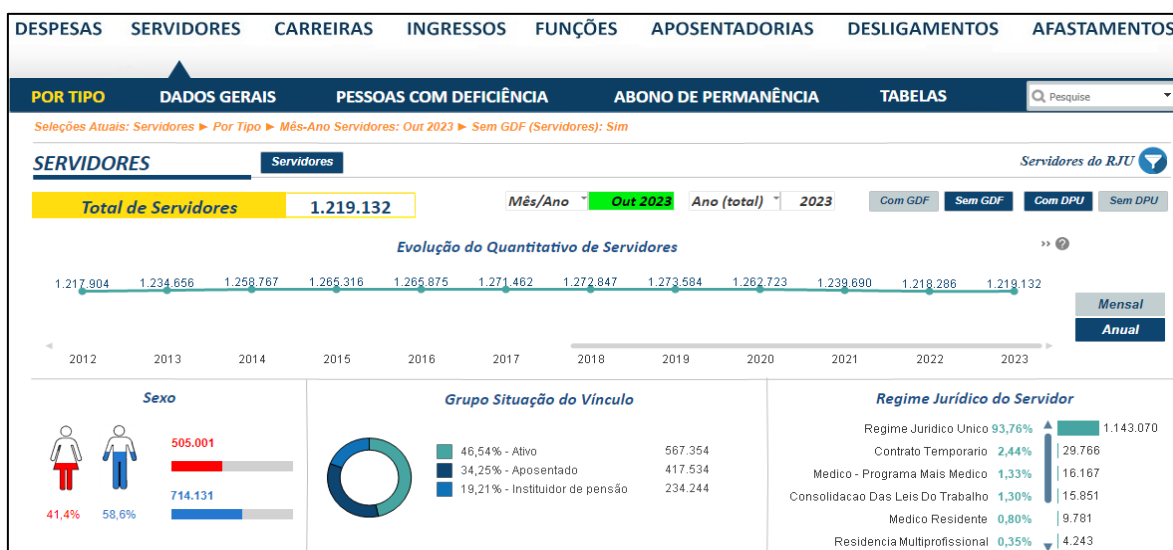 DESPESAS SERVIDORES CARREIRAS INGRESSOS FUNÇÕES APOSENTADORIAS DESLIGAMENTOS AFASTAMENTOS
POR TIPO DADOS GERAIS PESSOAS COM DEFICIÊNCIA ABONO DE PERMANÊNCIA TABELAS Pesquise
Seleções Atuais: Servidores ► Por Tipo ► Mês-Ano Servidores: Out 2023 ► Sem GDF (Servidores): Sim
SERVIDORES Servidores Servidores do RJU
Total de Servidores 1.219.132 Mês/Ano Out 2023 Ano (total) 2023 Com GDF Sem GDF Com DPU Sem DPU
Evolução do Quantitativo de Servidores ›› ?
1.217.904 1.234.656 1.258.767 1.265.316 1.265.875 1.271.462 1.272.847 1.273.584 1.262.723 1.239.690 1.218.286 1.219.132
Mensal
Anual
2012 2013 2014 2015 2016 2017 2018 2019 2020 2021 2022 2023
Sexo
505.001
714.131
41,4% 58,6%
Grupo Situação do Vínculo
46,54% - Ativo 567.354
34,25% - Aposentado 417.534
19,21% - Instituidor de pensão 234.244
Regime Jurídico do Servidor
Regime Juridico Unico 93,76% 1.143.070
Contrato Temporario 2,44% 29.766
Medico - Programa Mais Medico 1,33% 16.167
Consolidacao Das Leis Do Trabalho 1,30% 15.851
Medico Residente 0,80% 9.781
Residencia Multiprofissional 0,35% 4.243